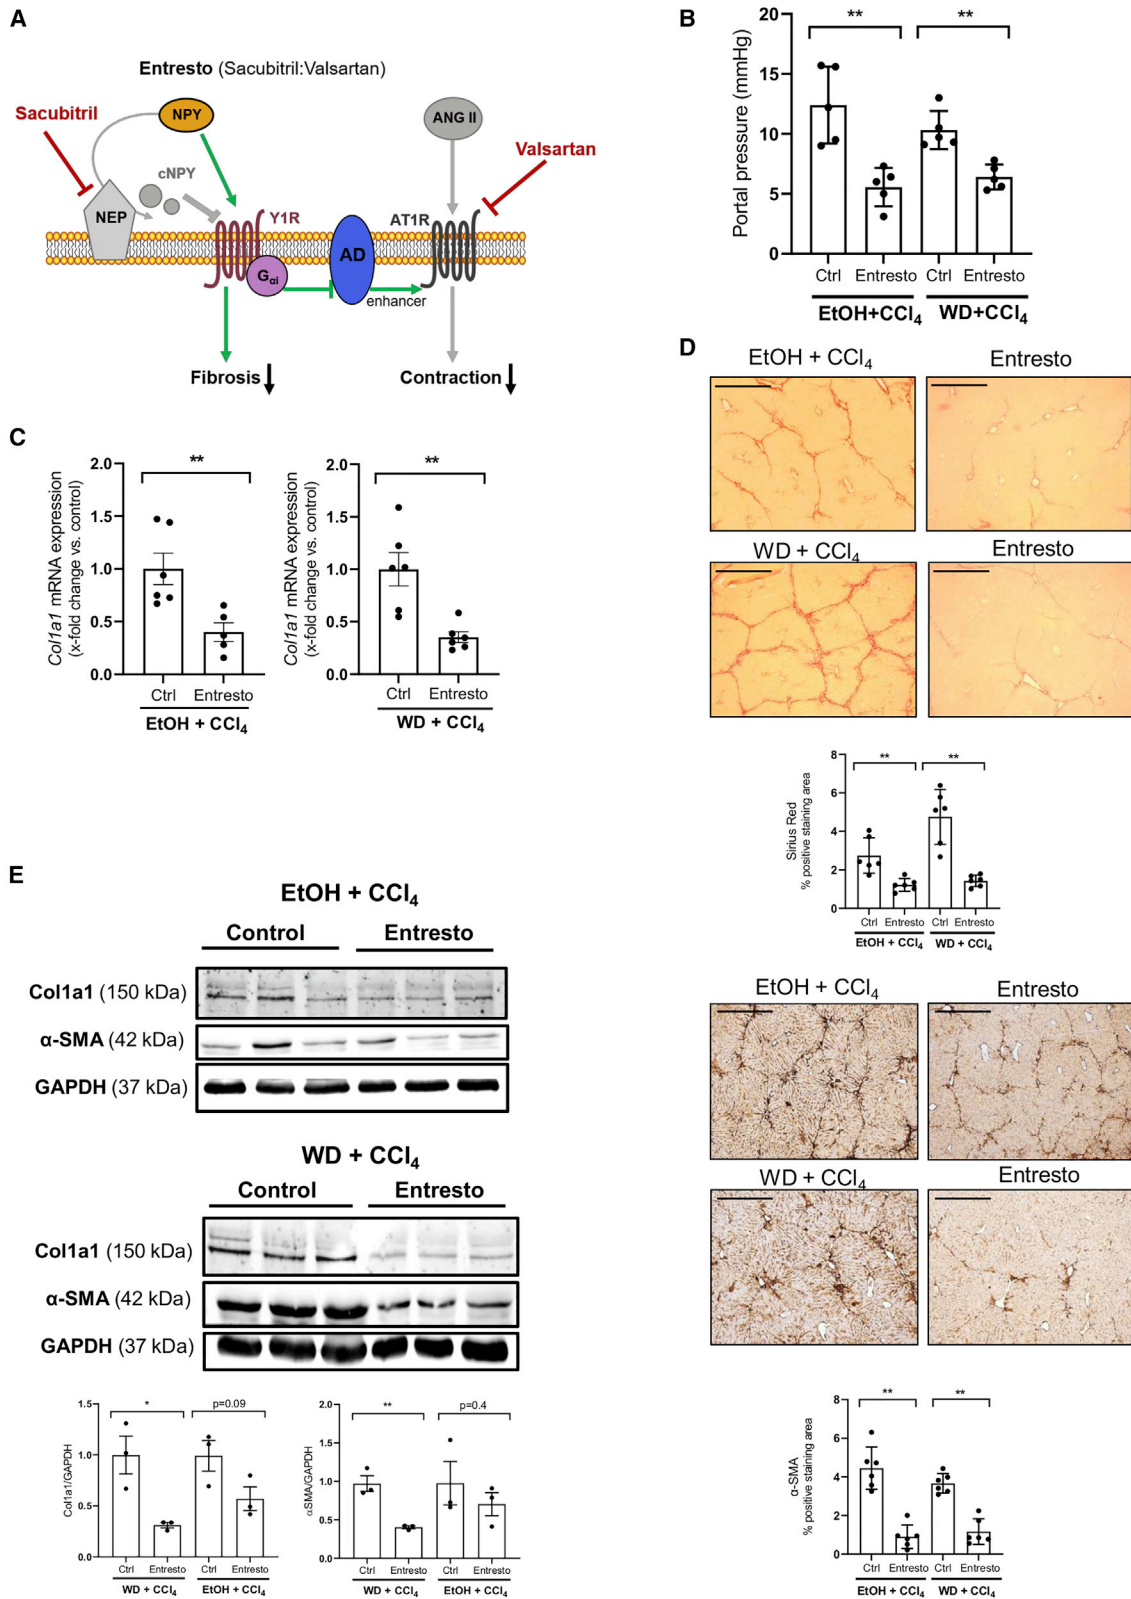 A
Entresto (Sacubitril:Valsartan)
Sacubitril
NPY
ANG II
Valsartan
cNPY
NEP
Y1R
AT1R
AD
Gαi
enhancer
Fibrosis
Contraction
B
Portal pressure (mmHg)
20
15
10
5
0
**
**
Ctrl Entresto Ctrl Entresto
EtOH+CCl4 WD+CCl4
C
Col1a1 mRNA expression
(x-fold change vs. control)
2.0
1.5
1.0
0.5
0.0
**
Ctrl Entresto
EtOH + CCl4
Col1a1 mRNA expression
(x-fold change vs. control)
2.0
1.5
1.0
0.5
0.0
**
Ctrl Entresto
WD + CCl4
D
EtOH + CCl4 Entresto
WD + CCl4 Entresto
Sirius Red
% positive staining area
8
6
4
2
0
**
**
Ctrl Entresto Ctrl Entresto
EtOH + CCl4 WD + CCl4
EtOH + CCl4 Entresto
WD + CCl4 Entresto
α-SMA
% positive staining area
8
6
4
2
0
**
**
Ctrl Entresto Ctrl Entresto
EtOH + CCl4 WD + CCl4
E
EtOH + CCl4
Control Entresto
Col1a1 (150 kDa)
α-SMA (42 kDa)
GAPDH (37 kDa)
WD + CCl4
Control Entresto
Col1a1 (150 kDa)
α-SMA (42 kDa)
GAPDH (37 kDa)
Col1a1/GAPDH
1.5
1.0
0.5
0.0
*
p=0.09
Ctrl Entresto Ctrl Entresto
WD + CCl4 EtOH + CCl4
αSMA/GAPDH
2.0
1.5
1.0
0.5
0.0
**
p=0.4
Ctrl Entresto Ctrl Entresto
WD + CCl4 EtOH + CCl4